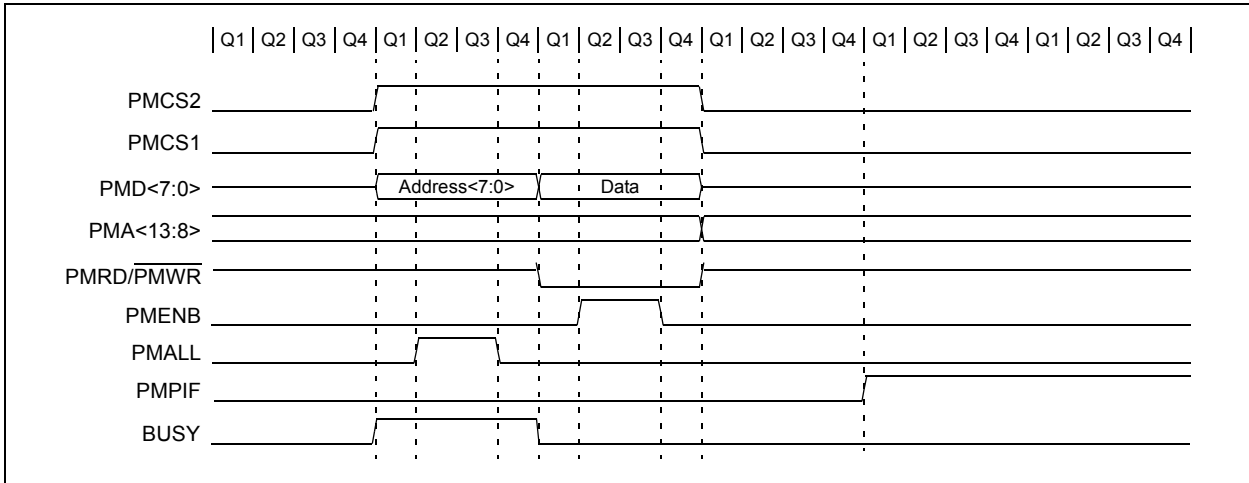 Q1 Q2 Q3 Q4 Q1 Q2 Q3 Q4 Q1 Q2 Q3 Q4 Q1 Q2 Q3 Q4 Q1 Q2 Q3 Q4 Q1 Q2 Q3 Q4
PMCS2
PMCS1
PMD<7:0> Address<7:0> Data
PMA<13:8>
PMRD/PMWR
PMENB
PMALL
PMPIF
BUSY